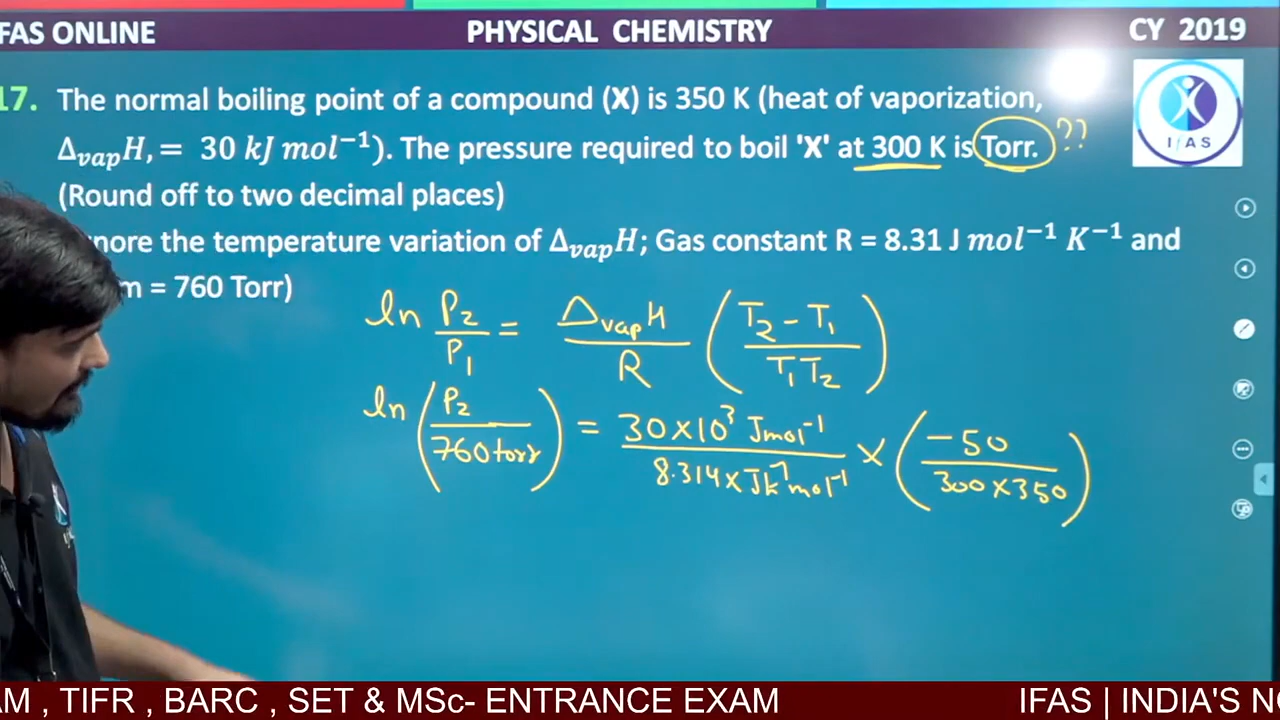 FAS ONLINE PHYSICAL CHEMISTRY CY 2019
17. The normal boiling point of a compound (X) is 350 K (heat of vaporization,
Δ_vap H, = 30 kJ mol⁻¹). The pressure required to boil 'X' at 300 K is Torr. ??
(Round off to two decimal places)
nore the temperature variation of Δ_vap H; Gas constant R = 8.31 J mol⁻¹ K⁻¹ and
m = 760 Torr)
IFAS
ln P₂/P₁ = Δ_vap H/R ((T₂ - T₁)/(T₁T₂))
ln (P₂/760 torr) = (30×10³ Jmol⁻¹)/(8.314× Jk⁻¹mol⁻¹) × (-50/(300×350))
AM , TIFR , BARC , SET & MSc- ENTRANCE EXAM IFAS | INDIA'S N